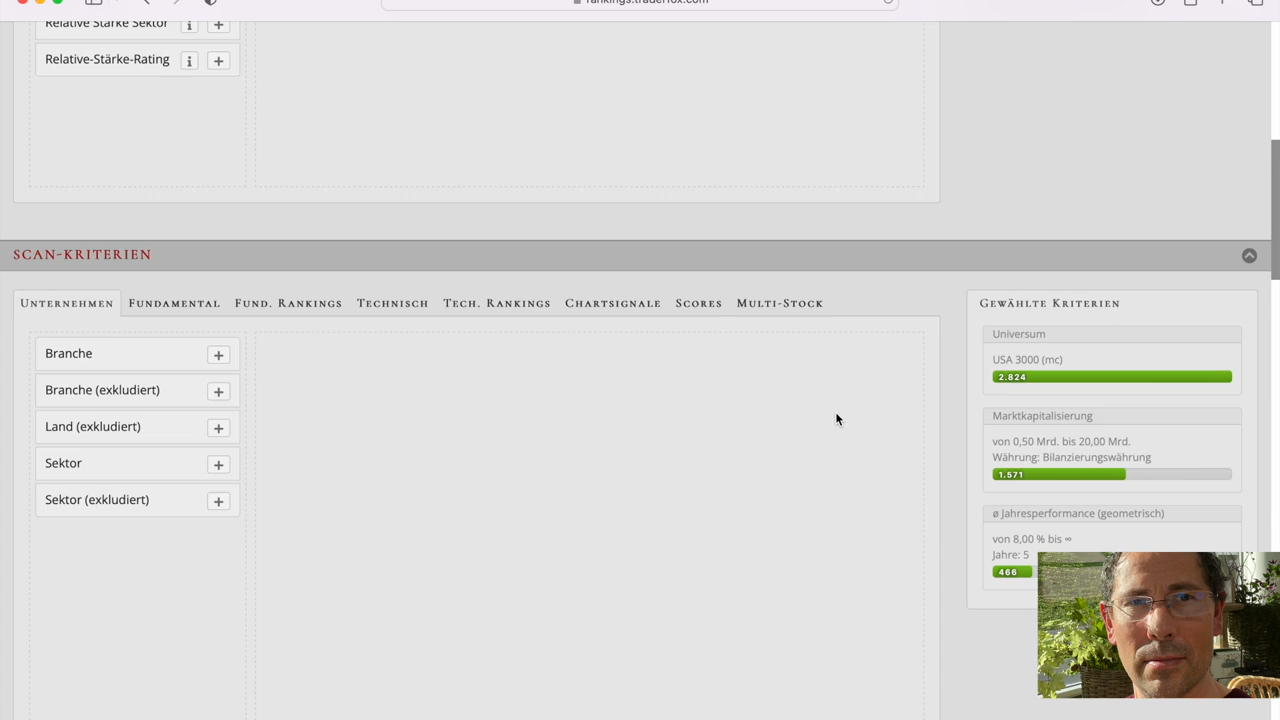 rankings.traderfox.com
Relative Stärke Sektor
Relative-Stärke-Rating
SCAN-KRITERIEN
Unternehmen Fundamental Fund. Rankings Technisch Tech. Rankings Chartsignale Scores Multi-Stock
Branche
Branche (exkludiert)
Land (exkludiert)
Sektor
Sektor (exkludiert)
Gewählte Kriterien
Universum
USA 3000 (mc)
2.824
Marktkapitalisierung
von 0,50 Mrd. bis 20,00 Mrd.
Währung: Bilanzierungswährung
1.571
ø Jahresperformance (geometrisch)
von 8,00 % bis ∞
Jahre: 5
466